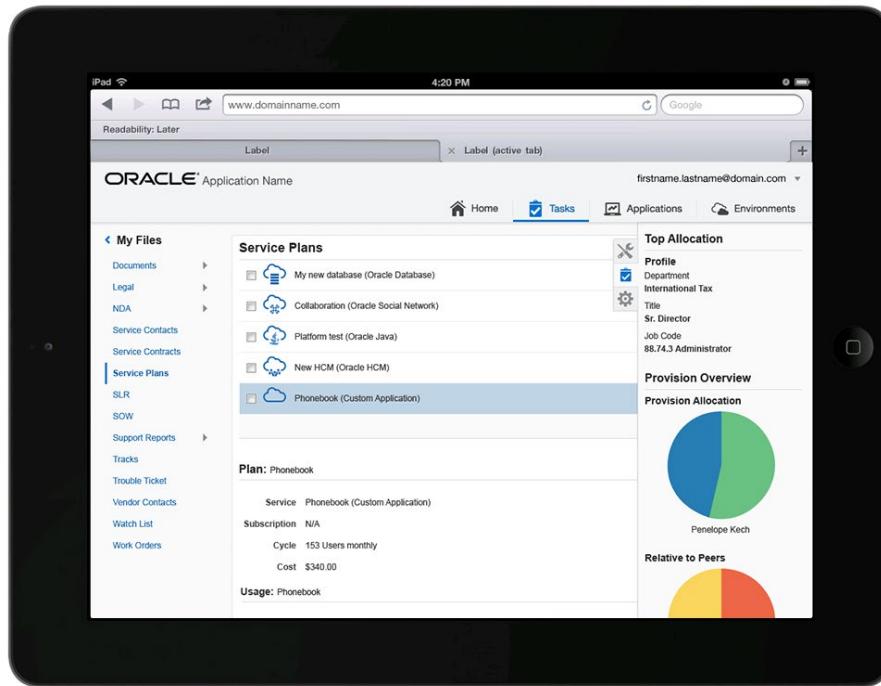 iPad
4:20 PM
www.domainname.com
Google
Readability: Later
Label
Label (active tab)
ORACLE® Application Name
firstname.lastname@domain.com
Home
Tasks
Applications
Environments
My Files
Documents
Legal
NDA
Service Contacts
Service Contracts
Service Plans
SLR
SOW
Support Reports
Tracks
Trouble Ticket
Vendor Contacts
Watch List
Work Orders
Service Plans
My new database (Oracle Database)
Collaboration (Oracle Social Network)
Platform test (Oracle Java)
New HCM (Oracle HCM)
Phonebook (Custom Application)
Plan: Phonebook
Service Phonebook (Custom Application)
Subscription N/A
Cycle 153 Users monthly
Cost $340.00
Usage: Phonebook
Top Allocation
Profile
Department
International Tax
Title
Sr. Director
Job Code
88.74.3 Administrator
Provision Overview
Provision Allocation
Penelope Kech
Relative to Peers